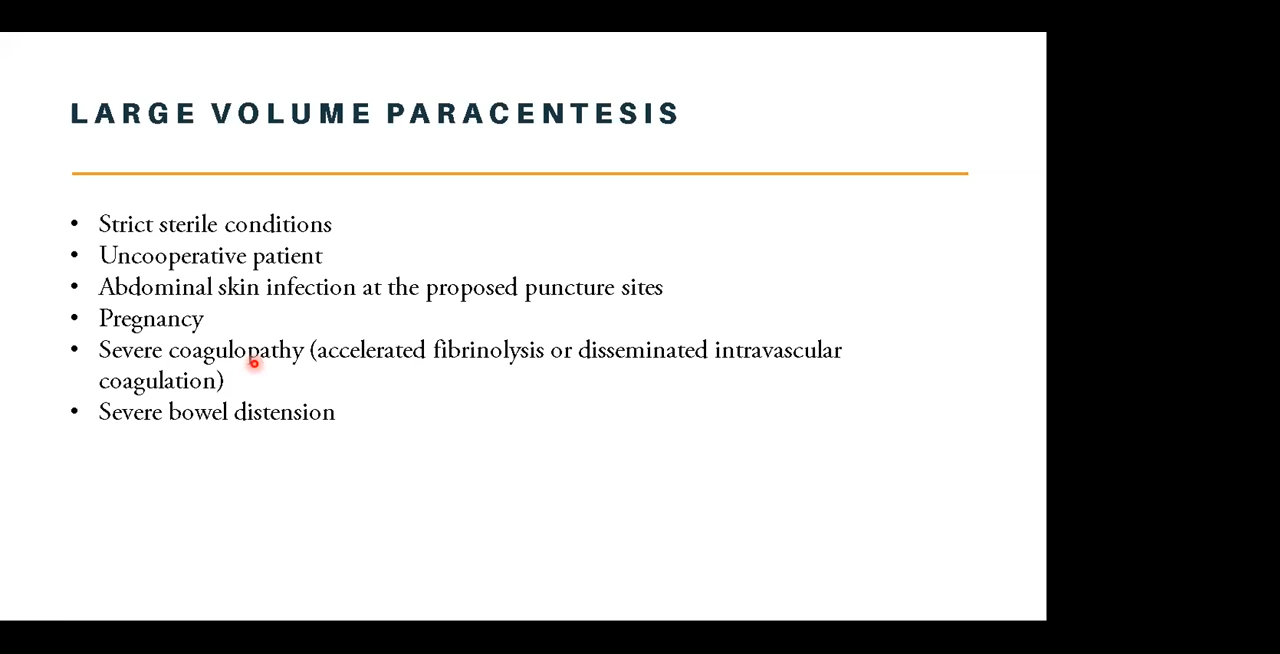 LARGE VOLUME PARACENTESIS
• Strict sterile conditions
• Uncooperative patient
• Abdominal skin infection at the proposed puncture sites
• Pregnancy
• Severe coagulopathy (accelerated fibrinolysis or disseminated intravascular
coagulation)
• Severe bowel distension